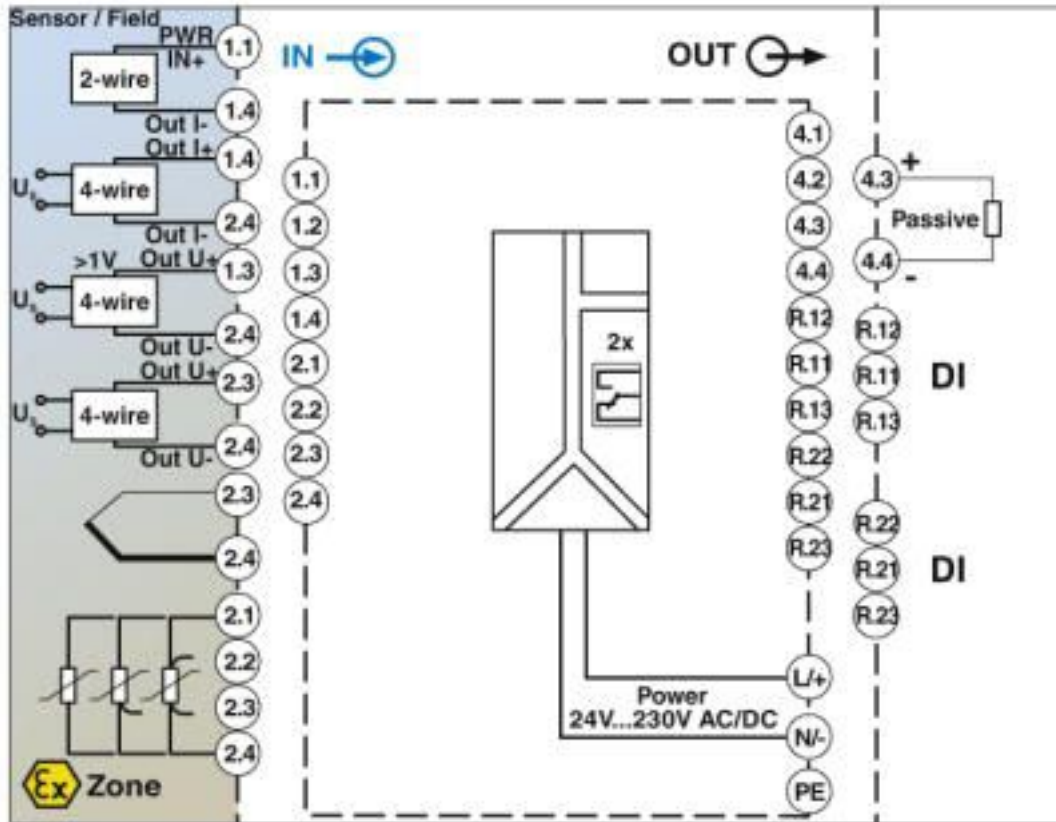 Sensor / Field
PWR
IN+
1.1
2-wire
1.4
Out I-
Out I+
1.4
4-wire
Us
2.4
Out I-
>1V Out U+
1.3
4-wire
Us
2.4
Out U-
Out U+
2.3
4-wire
Us
2.4
Out U-
2.3
2.4
2.1
2.2
2.3
2.4
Ex Zone
IN
OUT
1.1
1.2
1.3
1.4
2.1
2.2
2.3
2.4
2x
Power
24V...230V AC/DC
4.1
4.2
4.3
4.4
R.12
R.11
R.13
R.22
R.21
R.23
L/+
N/-
PE
4.3
+
Passive
4.4
-
R.12
R.11
DI
R.13
R.22
R.21
DI
R.23